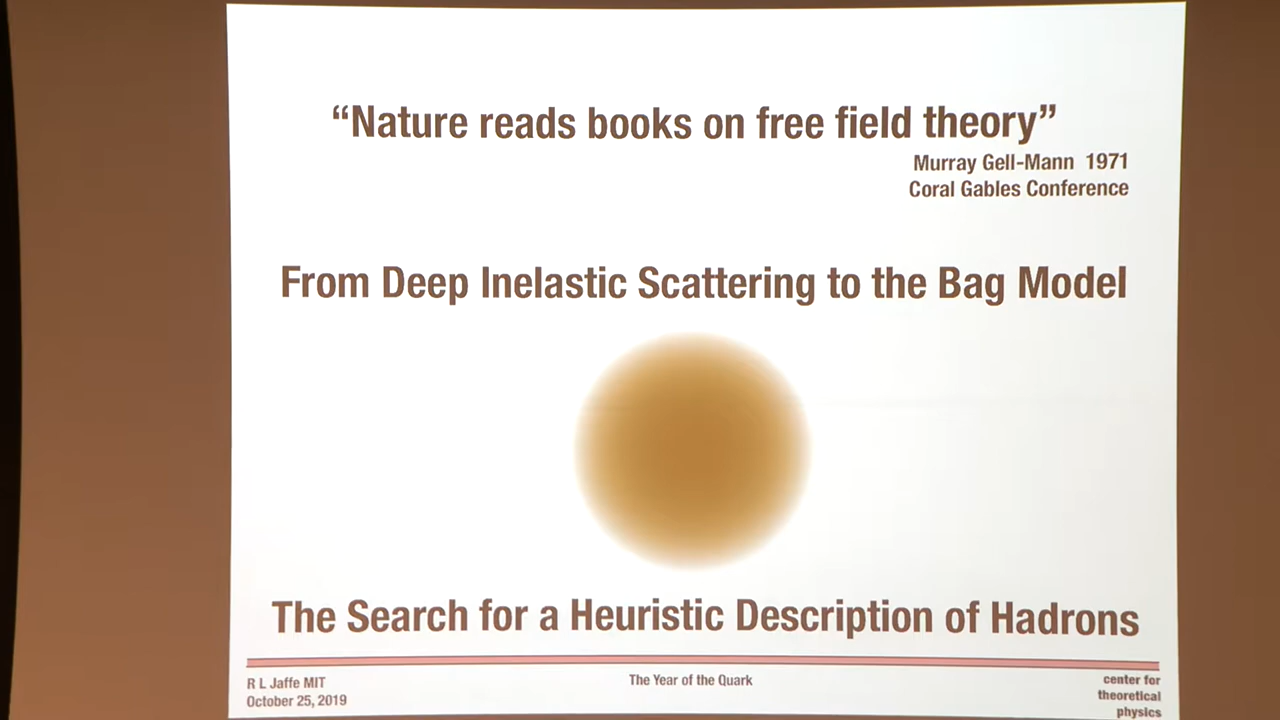 “Nature reads books on free field theory”
Murray Gell-Mann 1971
Coral Gables Conference
From Deep Inelastic Scattering to the Bag Model
The Search for a Heuristic Description of Hadrons
R L Jaffe MIT
October 25, 2019
The Year of the Quark
center for
theoretical
physics